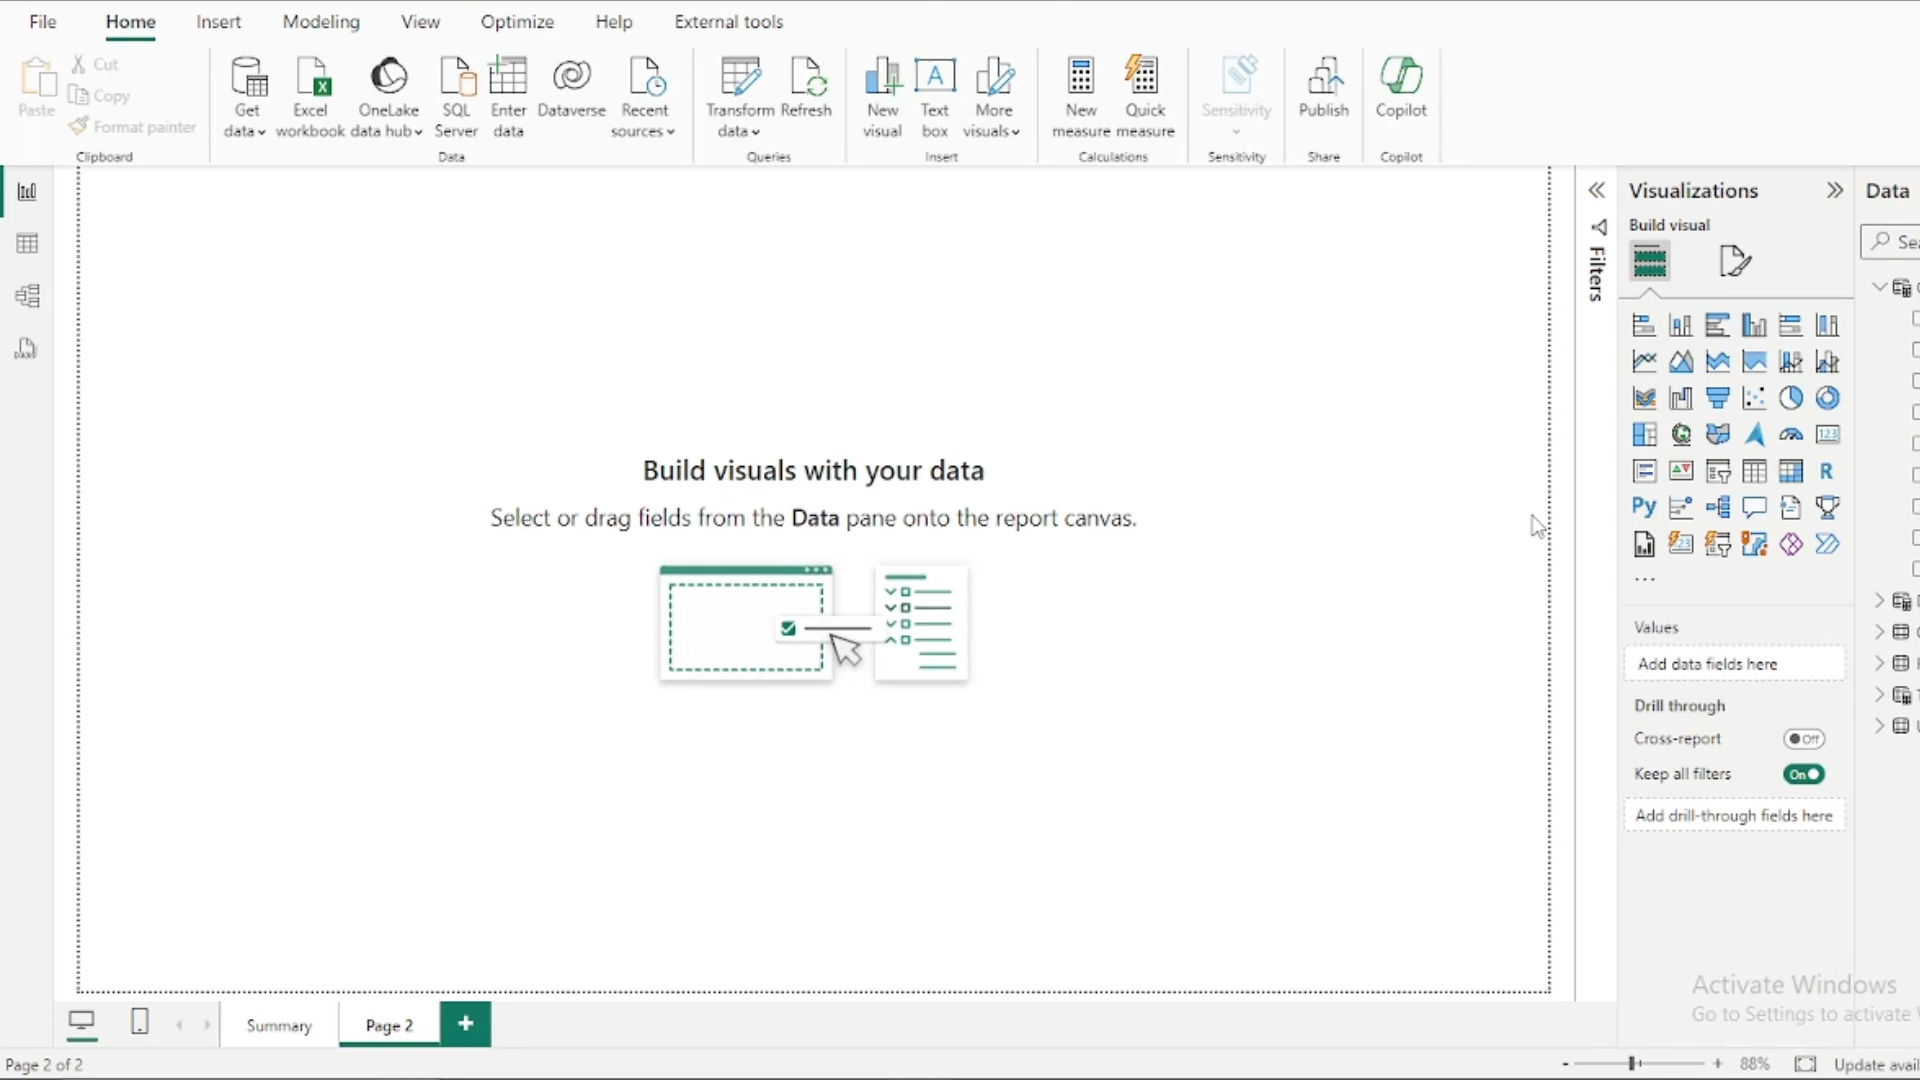 File Home Insert Modeling View Optimize Help External tools
Paste
Cut
Copy
Format painter
Clipboard
Get data
Excel workbook
OneLake data hub
SQL Server
Enter data
Dataverse
Recent sources
Data
Transform data
Refresh
Queries
New visual
Text box
More visuals
Insert
New measure
Quick measure
Calculations
Sensitivity
Sensitivity
Publish
Share
Copilot
Copilot
DAX
Build visuals with your data
Select or drag fields from the Data pane onto the report canvas.
Filters
Visualizations
Build visual
123
R
Py
123
Values
Add data fields here
Drill through
Cross-report Off
Keep all filters On
Add drill-through fields here
Data
Activate Windows
Go to Settings to activate
Summary Page 2 +
Page 2 of 2
- + 88% Update